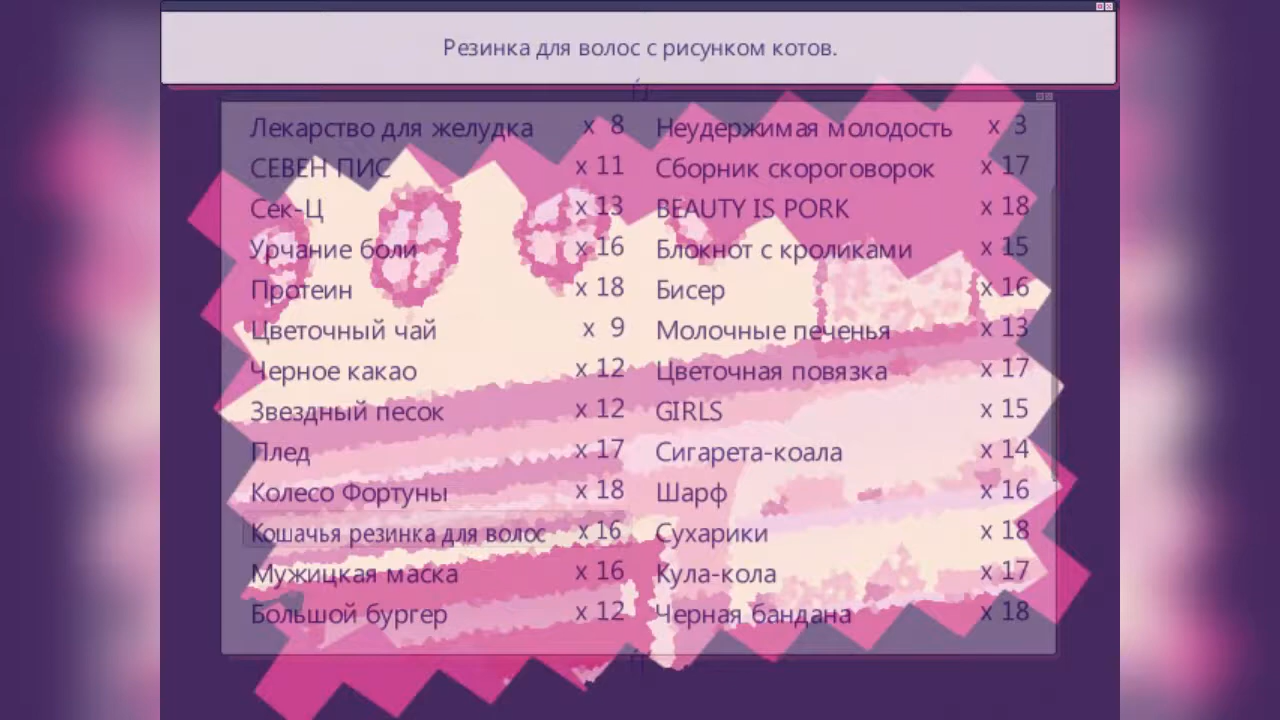 Резинка для волос с рисунком котов.
Лекарство для желудка x 8 Неудержимая молодость x 3
СЕВЕН ПИС x 11 Сборник скороговорок x 17
Сек-Ц x 13 BEAUTY IS PORK x 18
Урчание боли x 16 Блокнот с кроликами x 15
Протеин x 18 Бисер x 16
Цветочный чай x 9 Молочные печенья x 13
Черное какао x 12 Цветочная повязка x 17
Звездный песок x 12 GIRLS x 15
Плед x 17 Сигарета-коала x 14
Колесо Фортуны x 18 Шарф x 16
Кошачья резинка для волос x 16 Сухарики x 18
Мужицкая маска x 16 Кула-кола x 17
Большой бургер x 12 Черная бандана x 18